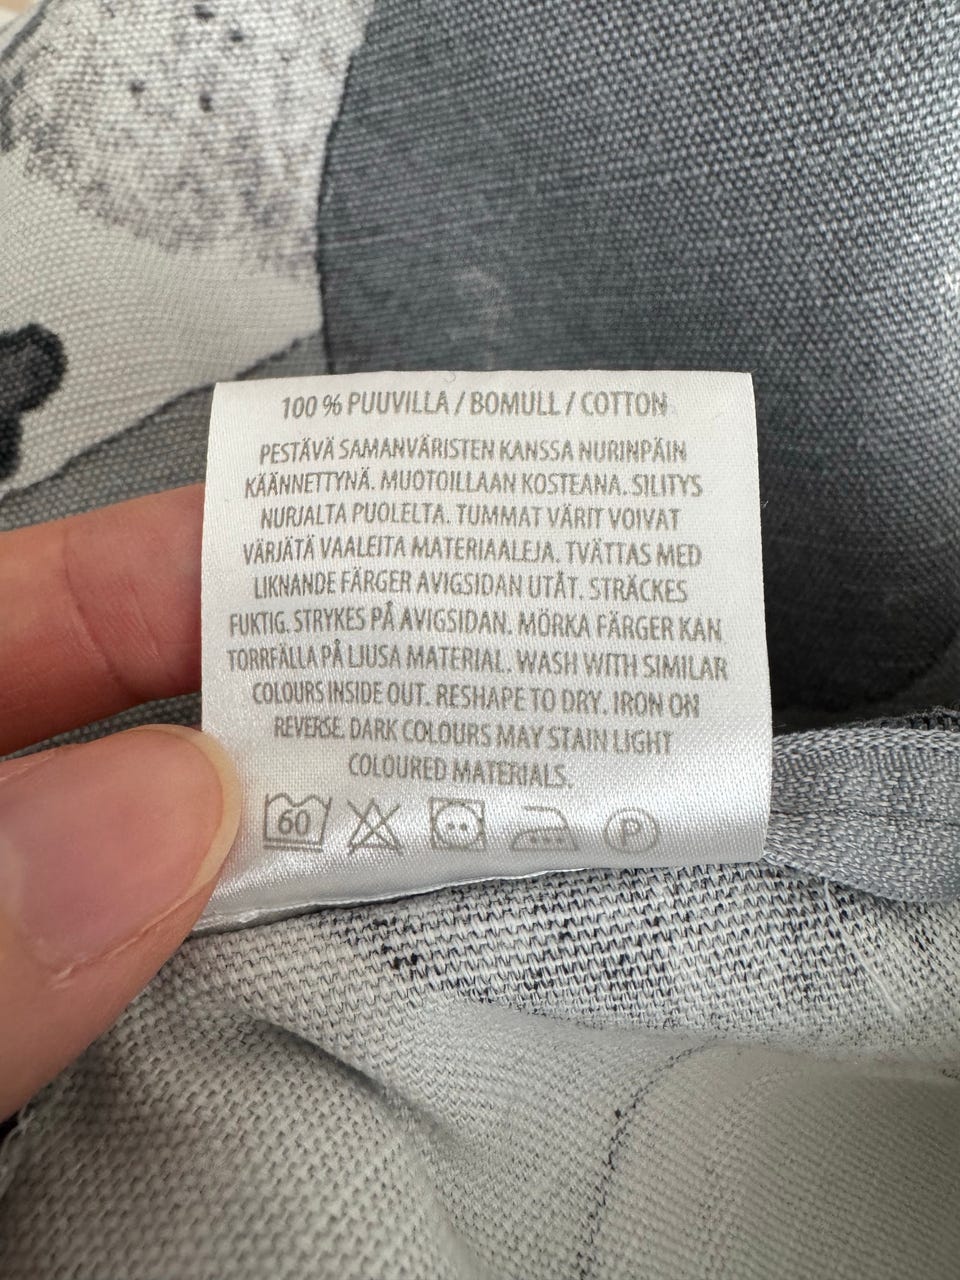 100 % PUUVILLA / BOMULL / COTTON
PESTÄVÄ SAMANVÄRISTEN KANSSA NURINPÄIN
KÄÄNNETTYNÄ. MUOTOILLAAN KOSTEANA. SILITYS
NURJALTA PUOLELTA. TUMMAT VÄRIT VOIVAT
VÄRJÄTÄ VAALEITA MATERIAALEJA. TVÄTTAS MED
LIKNANDE FÄRGER AVIGSIDAN UTÅT. STRÄCKES
FUKTIG. STRYKES PÅ AVIGSIDAN. MÖRKA FÄRGER KAN
TORRFÄLLA PÅ LJUSA MATERIAL. WASH WITH SIMILAR
COLOURS INSIDE OUT. RESHAPE TO DRY. IRON ON
REVERSE. DARK COLOURS MAY STAIN LIGHT
COLOURED MATERIALS.
60 P